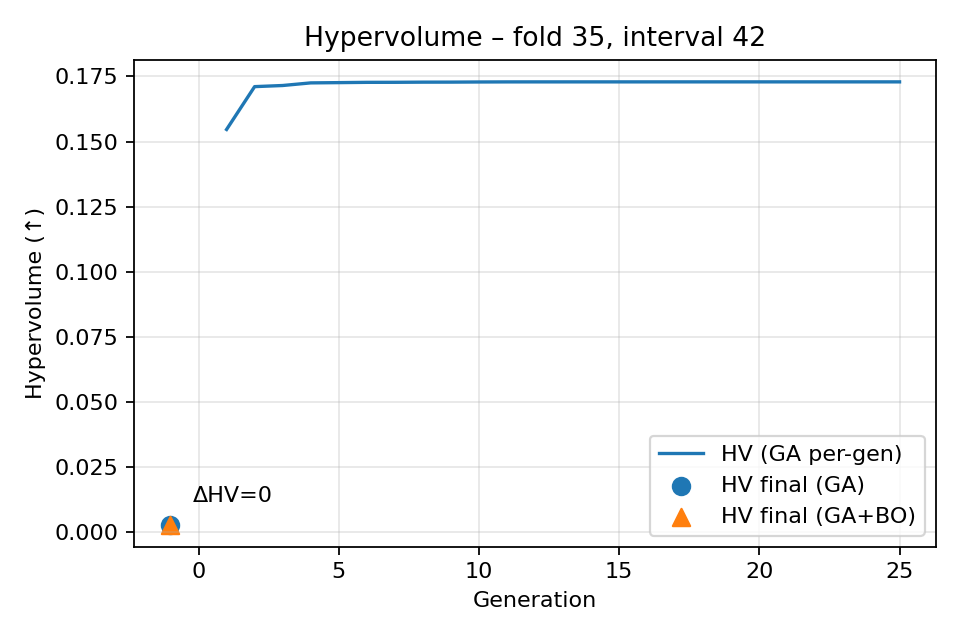 Hypervolume – fold 35, interval 42
Hypervolume (↑)
0.175
0.150
0.125
0.100
0.075
0.050
0.025
0.000
ΔHV=0
HV (GA per-gen)
HV final (GA)
HV final (GA+BO)
0 5 10 15 20 25
Generation